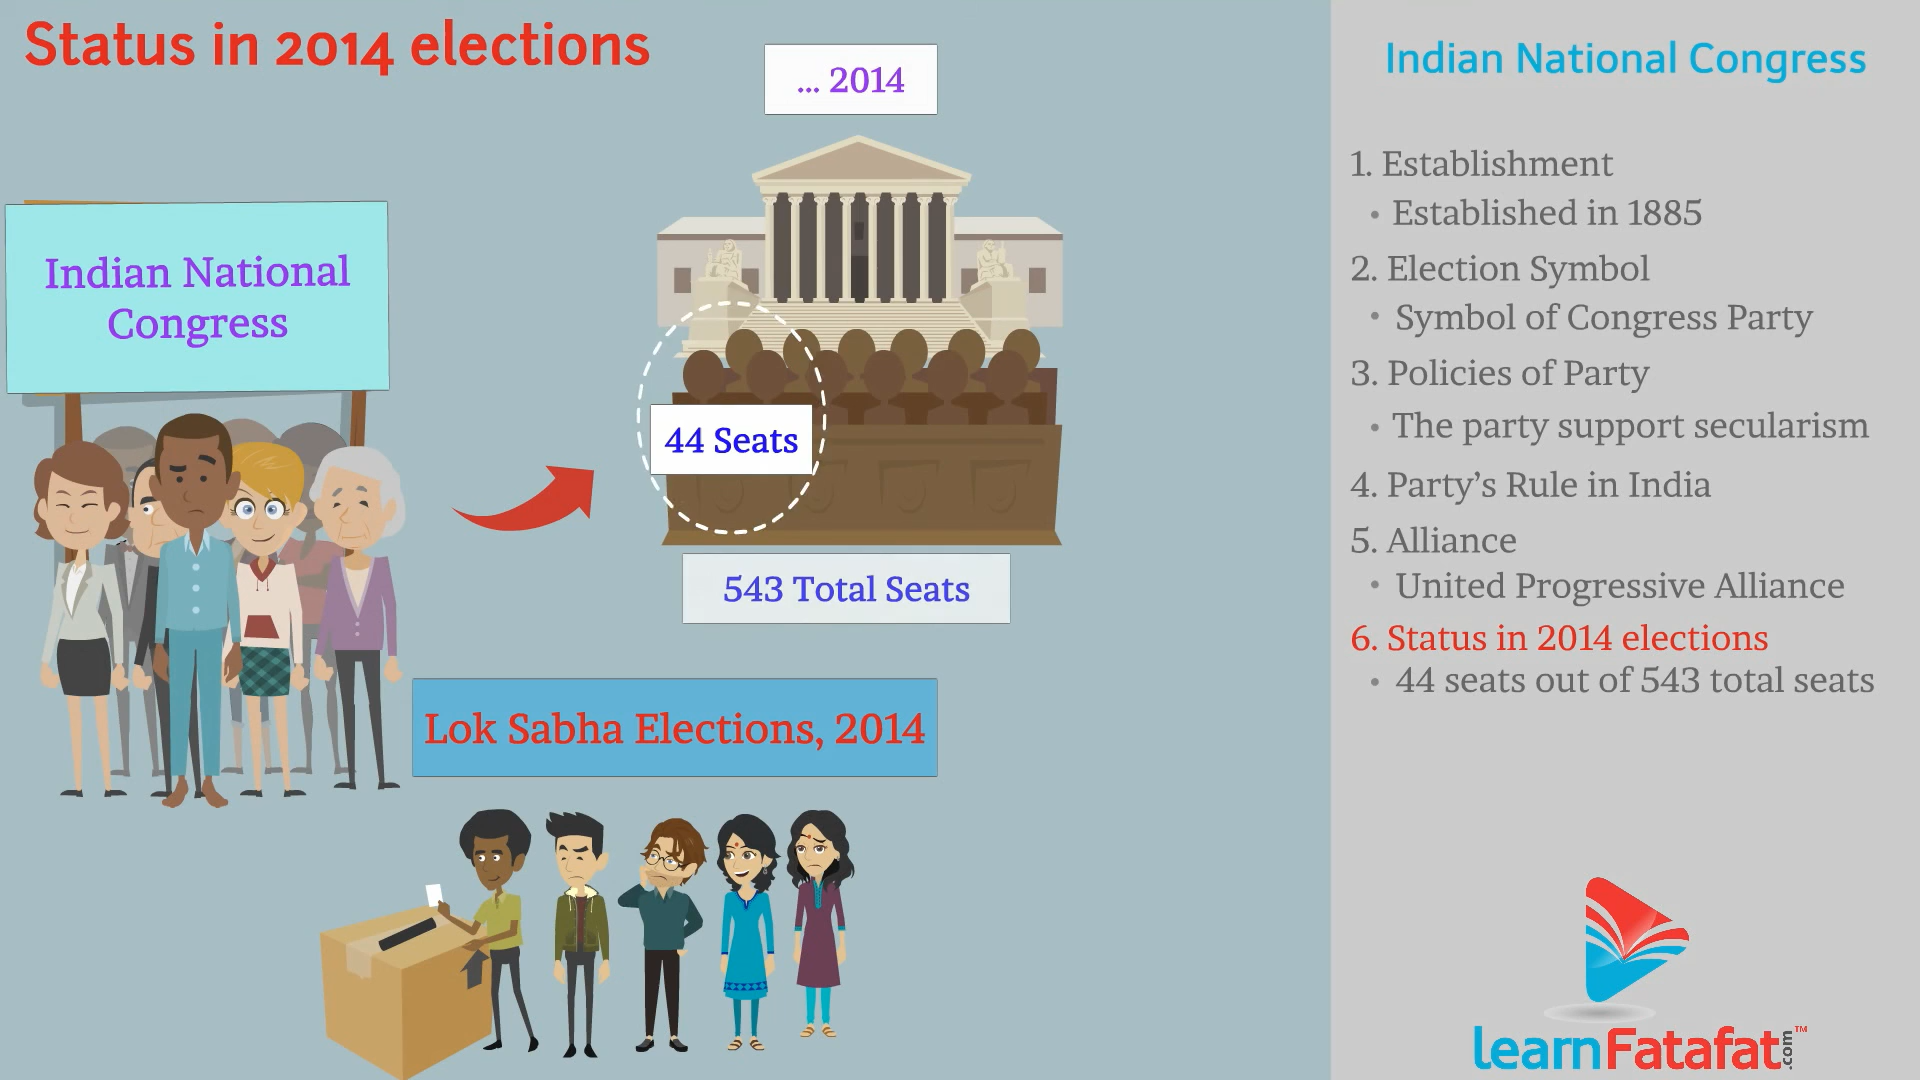 Status in 2014 elections
... 2014
Indian National
Congress
44 Seats
543 Total Seats
Lok Sabha Elections, 2014
Indian National Congress
1. Establishment
• Established in 1885
2. Election Symbol
• Symbol of Congress Party
3. Policies of Party
• The party support secularism
4. Party’s Rule in India
5. Alliance
• United Progressive Alliance
6. Status in 2014 elections
• 44 seats out of 543 total seats
learnFatafat.com™